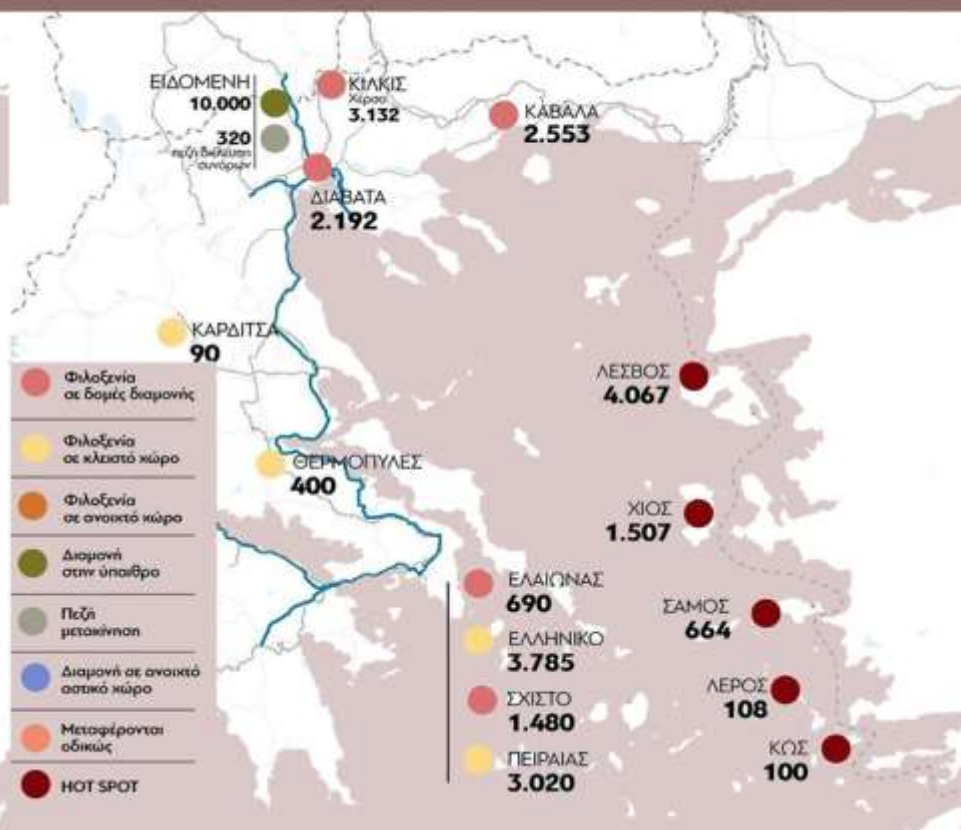 ΕΙΔΟΜΕΝΗ
10.000
320
πεζή διέλευση
συνόρων
ΚΙΛΚΙΣ
Χέρσο
3.132
ΚΑΒΑΛΑ
2.553
ΔΙΑΒΑΤΑ
2.192
ΚΑΡΔΙΤΣΑ
90
ΛΕΣΒΟΣ
4.067
ΘΕΡΜΟΠΥΛΕΣ
400
ΧΙΟΣ
1.507
ΕΛΑΙΩΝΑΣ
690
ΕΛΛΗΝΙΚΟ
3.785
ΣΧΙΣΤΟ
1.480
ΠΕΙΡΑΙΑΣ
3.020
ΣΑΜΟΣ
664
ΛΕΡΟΣ
108
ΚΩΣ
100
Φιλοξενία
σε δομές διαμονής
Φιλοξενία
σε κλειστό χώρο
Φιλοξενία
σε ανοιχτό χώρο
Διαμονή
στην ύπαιθρο
Πεζή
μετακίνηση
Διαμονή σε ανοιχτό
αστικό χώρο
Μεταφέρονται
οδικώς
HOT SPOT